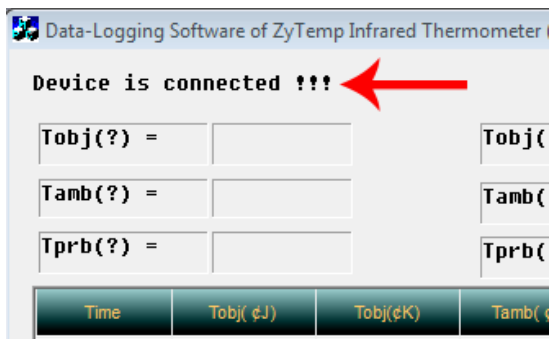 Data-Logging Software of ZyTemp Infrared Thermometer (
Device is connected !!!
Tobj(?) = Tobj(
Tamb(?) = Tamb(
Tprb(?) = Tprb(
Time Tobj( ¢J) Tobj(¢K) Tamb( ¢